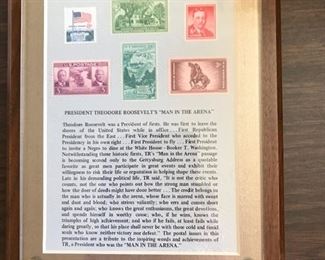 U.S. POSTAGE
PRESIDENT THEODORE ROOSEVELT'S "MAN IN THE ARENA"
Theodore Roosevelt was a President of firsts. He was first to leave the
shores of the United States while in office . . . First Republican
President from the East . . . First Vice President who acceded to the
Presidency in his own right . . . First President to fly . . . First President
to invite a Negro to dine at the White House - Booker T. Washington.
Notwithstanding those historic firsts, TR's "Man in the Arena" passage
is becoming second only to the Gettysburg Address as a quotable
favorite as great men participate in great events and exhibit their
willingness to risk their life or reputation in helping shape these events.
Late in his demanding political life, TR said, "It is not the critic who
counts, not the one who points out how the strong man stumbled or
how the doer of deeds might have done better . . . The credit belongs
to the man who is actually in the arena, whose face is marred with sweat
and dust and blood; who strives valiantly; who errs and comes short
again and again; who knows the great enthusiasms, the great devotions,
and spends himself in worthy cause; who, if he wins, knows the
triumphs of high achievement; and who if he fails, at least fails while
daring greatly, so that his place shall never be with those cold and timid
souls who know neither victory nor defeat." The postal issues in this
presentation are a tribute to the inspiring words and achievements of
TR, a President who was the "MAN IN THE ARENA."